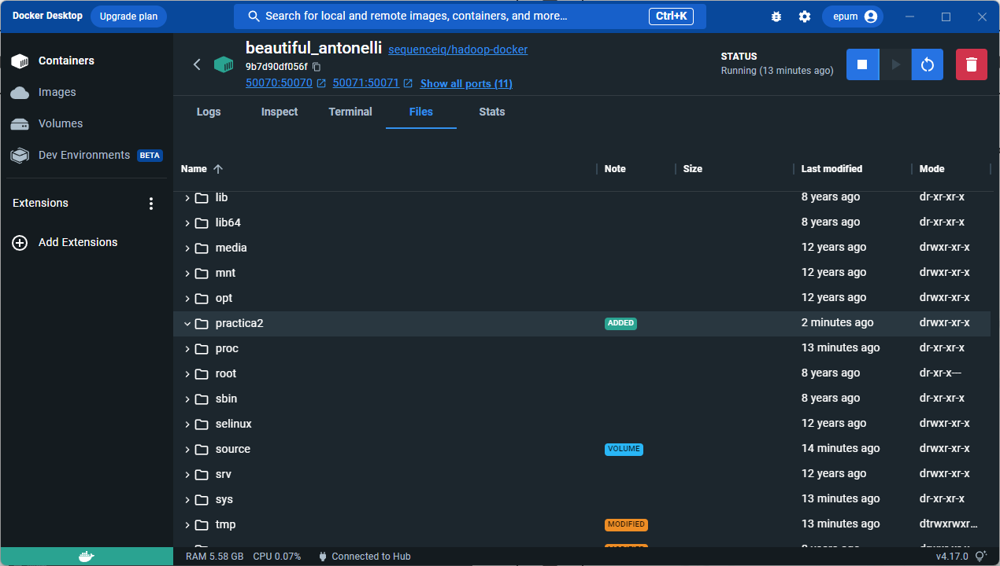 Docker Desktop Upgrade plan Search for local and remote images, containers, and more... Ctrl+K epum
Containers
Images
Volumes
Dev Environments BETA
Extensions
Add Extensions
beautiful_antonelli sequenceiq/hadoop-docker
9b7d90df056f
50070:50070 50071:50071 Show all ports (11)
STATUS
Running (13 minutes ago)
Logs Inspect Terminal Files Stats
Name Note Size Last modified Mode
lib 8 years ago dr-xr-xr-x
lib64 8 years ago dr-xr-xr-x
media 12 years ago drwxr-xr-x
mnt 12 years ago drwxr-xr-x
opt 12 years ago drwxr-xr-x
practica2 ADDED 2 minutes ago drwxr-xr-x
proc 13 minutes ago dr-xr-xr-x
root 8 years ago dr-xr-x---
sbin 8 years ago dr-xr-xr-x
selinux 12 years ago drwxr-xr-x
source VOLUME 14 minutes ago drwxr-xr-x
srv 12 years ago drwxr-xr-x
sys 13 minutes ago dr-xr-xr-x
tmp MODIFIED 13 minutes ago dtrwxrwxr...
RAM 5.58 GB CPU 0.07% Connected to Hub v4.17.0